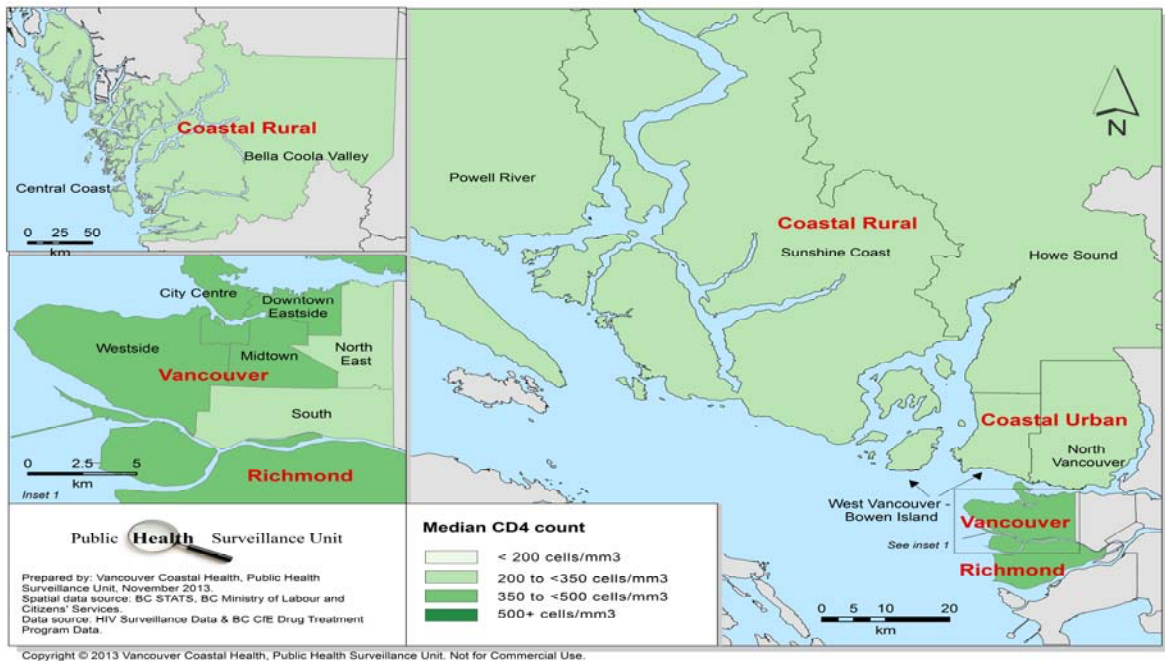 Coastal Rural
Bella Coola Valley
Central Coast
0 25 50
km
City Centre
Downtown
Eastside
Westside
Midtown
North
East
Vancouver
South
Richmond
0 2.5 5
km
Inset 1
Powell River
Coastal Rural
Sunshine Coast
Howe Sound
N
Coastal Urban
North
Vancouver
West Vancouver -
Bowen Island
Vancouver
See inset 1
Richmond
0 5 10 20
km
Public Health Surveillance Unit
Prepared by: Vancouver Coastal Health, Public Health
Surveillance Unit, November 2013.
Spatial data source: BC STATS, BC Ministry of Labour and
Citizens' Services.
Data source: HIV Surveillance Data & BC CfE Drug Treatment
Program Data.
Median CD4 count
< 200 cells/mm3
200 to <350 cells/mm3
350 to <500 cells/mm3
500+ cells/mm3
Copyright © 2013 Vancouver Coastal Health, Public Health Surveillance Unit. Not for Commercial Use.